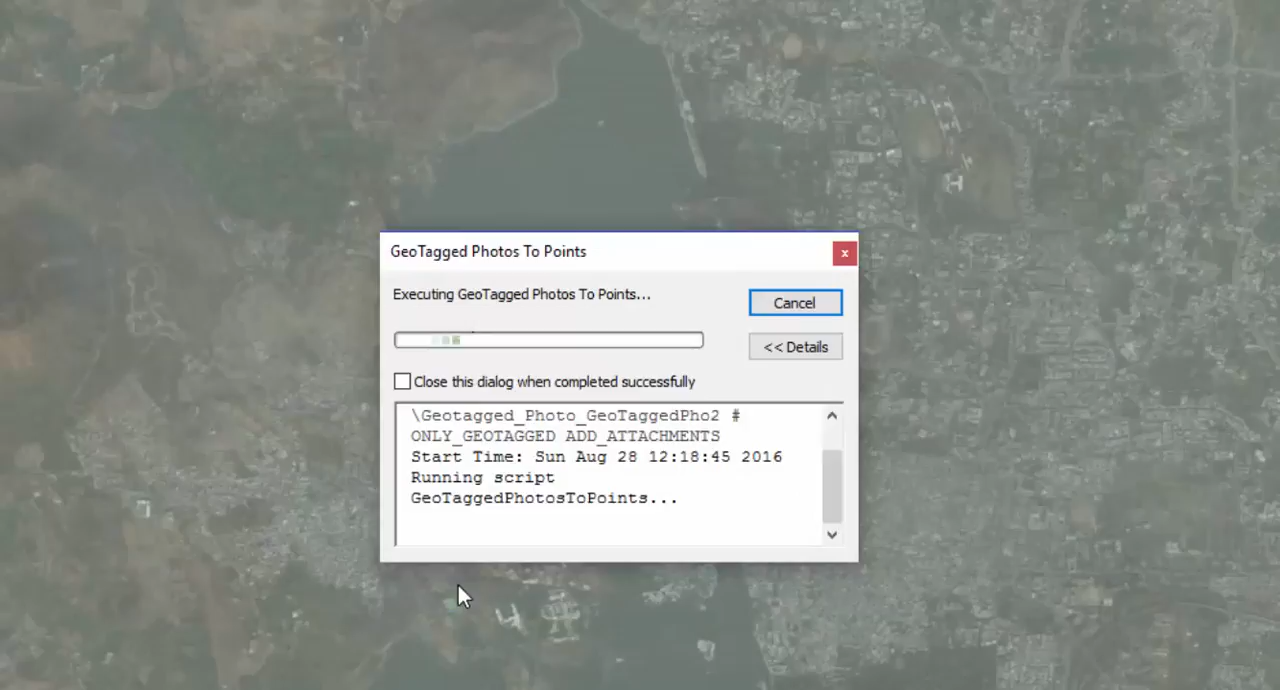 GeoTagged Photos To Points
x
Executing GeoTagged Photos To Points...
Cancel
<< Details
Close this dialog when completed successfully
\Geotagged_Photo_GeoTaggedPho2 #
ONLY_GEOTAGGED ADD_ATTACHMENTS
Start Time: Sun Aug 28 12:18:45 2016
Running script
GeoTaggedPhotosToPoints...